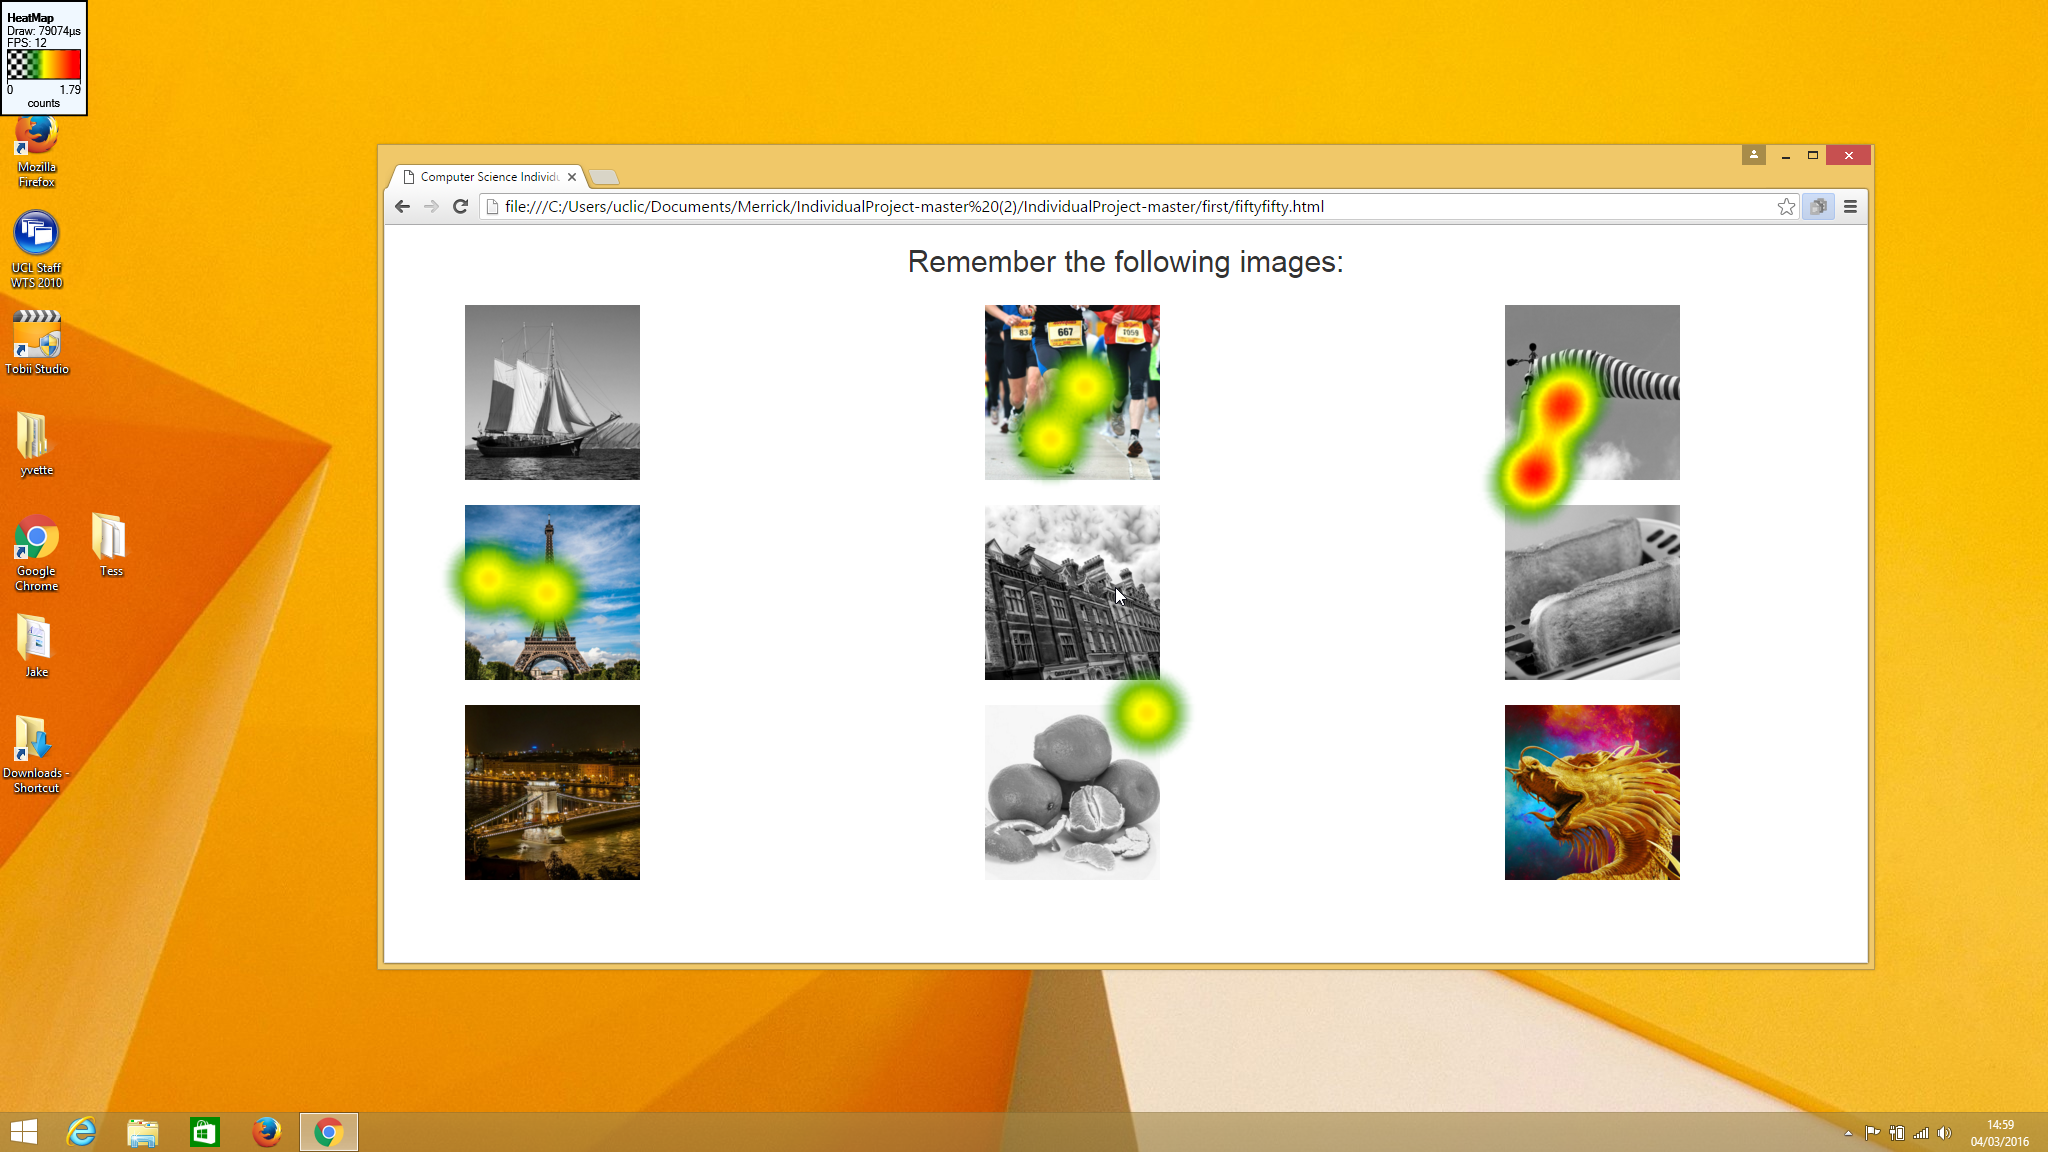 HeatMap
Draw: 79074µs
FPS: 12
0 1.79
counts
Mozilla
Firefox
UCL Staff
WTS 2010
Tobii Studio
yvette
Google
Chrome
Tess
Jake
Downloads -
Shortcut
Computer Science Individu
file:///C:/Users/uclic/Documents/Merrick/IndividualProject-master%20(2)/IndividualProject-master/first/fiftyfifty.html
Remember the following images:
83
667
1059
14:59
04/03/2016